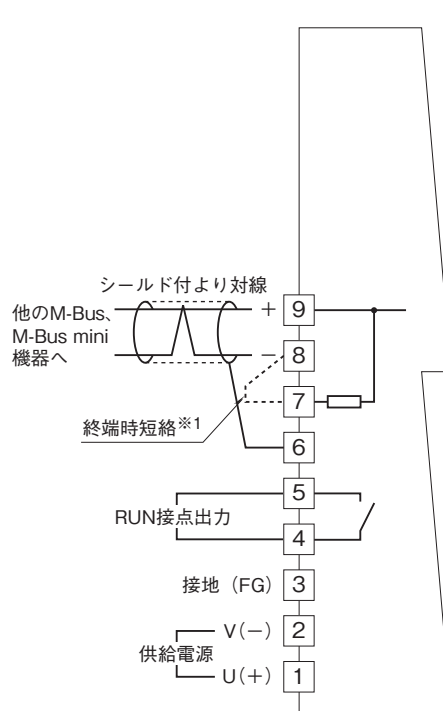 シールド付より対線
他のM-Bus、
M-Bus mini
機器へ
+ 9
− 8
7
終端時短絡※1
6
5
RUN接点出力
4
接地（FG） 3
V（−） 2
供給電源
U（+） 1